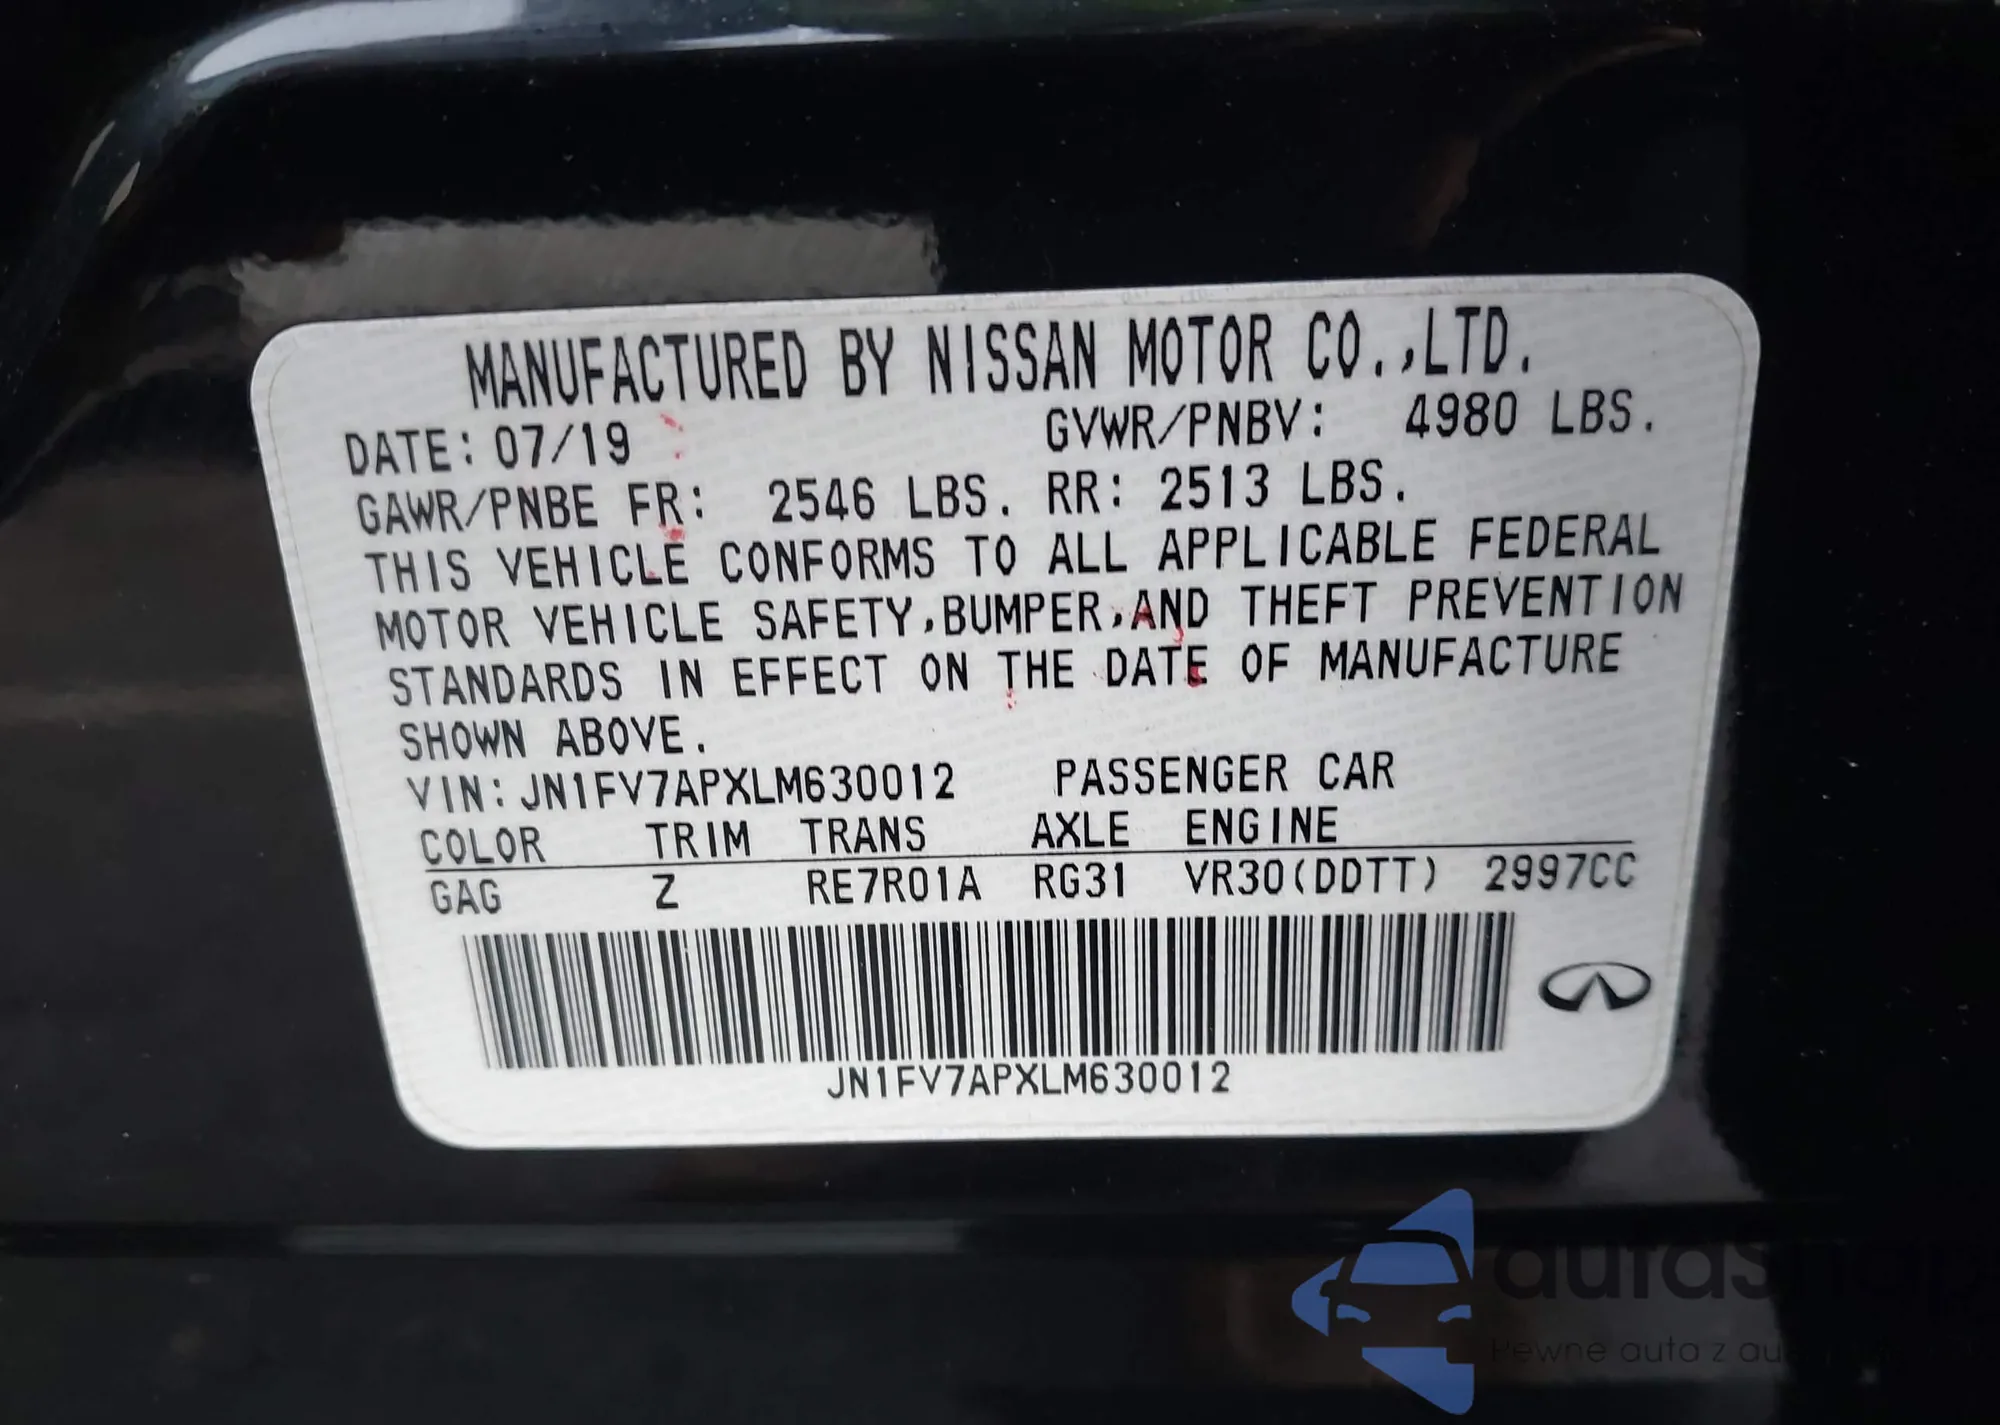 MANUFACTURED BY NISSAN MOTOR CO.,LTD.
DATE: 07/19 GVWR/PNBV: 4980 LBS.
GAWR/PNBE FR: 2546 LBS. RR: 2513 LBS.
THIS VEHICLE CONFORMS TO ALL APPLICABLE FEDERAL
MOTOR VEHICLE SAFETY,BUMPER,AND THEFT PREVENTION
STANDARDS IN EFFECT ON THE DATE OF MANUFACTURE
SHOWN ABOVE.
VIN:JN1FV7APXLM630012 PASSENGER CAR
COLOR TRIM TRANS AXLE ENGINE
GAG Z RE7R01A RG31 VR30(DDTT) 2997CC
JN1FV7APXLM630012
autashop
Pewne auta z